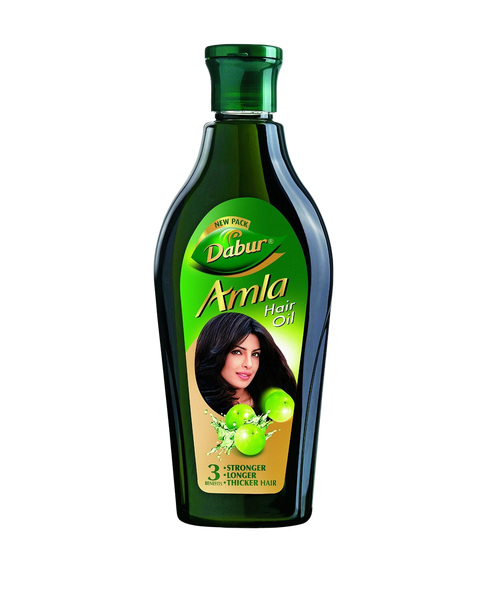 NEW PACK
Dabur®
Amla
Hair
Oil
3 • STRONGER
• LONGER
BENEFITS • THICKER HAIR